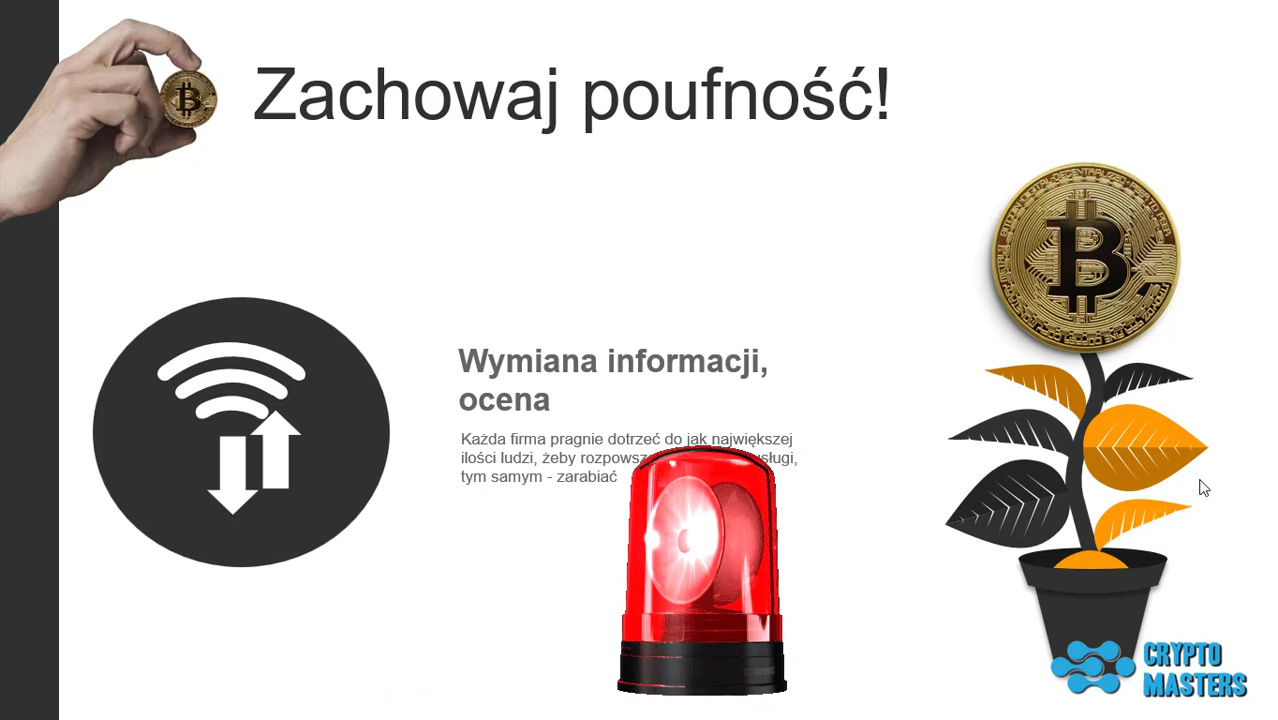 Zachowaj poufność!
Wymiana informacji,
ocena
Każda firma pragnie dotrzeć do jak największej
ilości ludzi, żeby
tym samym - zarabiać
CRYPTO
MASTERS